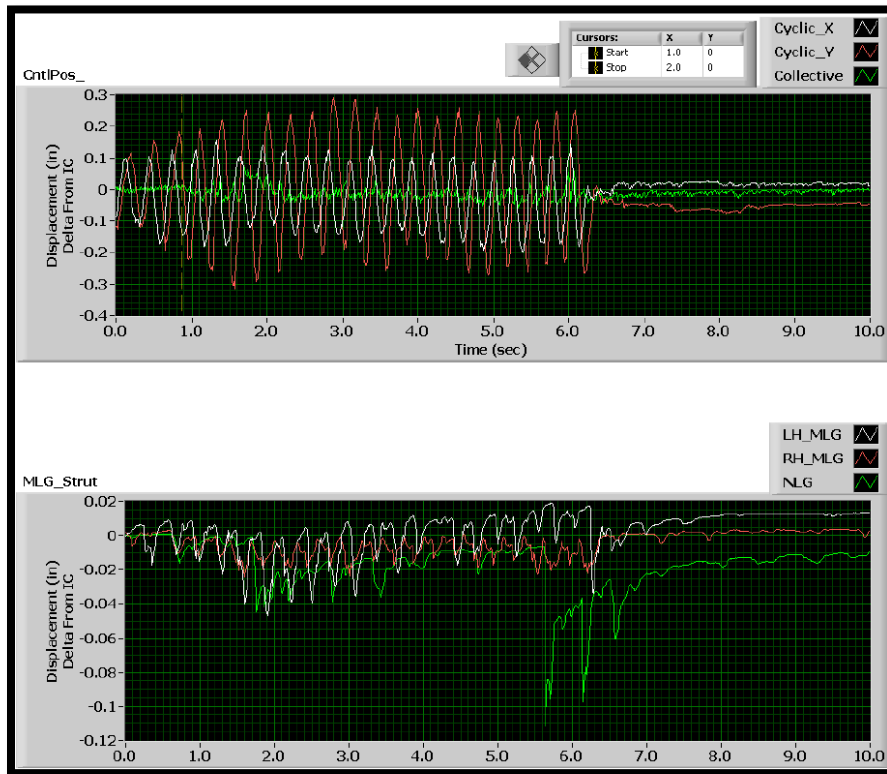 Cursors: X Y
Start 1.0 0
Stop 2.0 0
Cyclic_X
Cyclic_Y
Collective
CntlPos_
0.3
0.2
0.1
0
-0.1
-0.2
-0.3
-0.4
Displacement (in)
Delta From IC
0.0 1.0 2.0 3.0 4.0 5.0 6.0 7.0 8.0 9.0 10.0
Time (sec)
LH_MLG
RH_MLG
NLG
MLG_Strut
0.02
0
-0.02
-0.04
-0.06
-0.08
-0.1
-0.12
Displacement (in)
Delta From IC
0.0 1.0 2.0 3.0 4.0 5.0 6.0 7.0 8.0 9.0 10.0